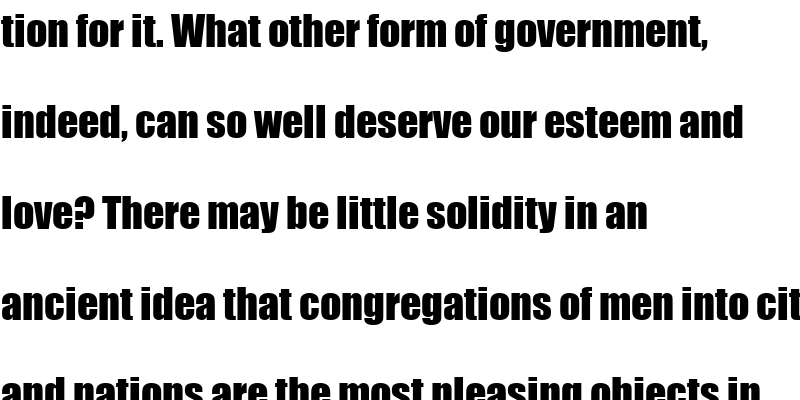 tion for it. What other form of government,
indeed, can so well deserve our esteem and
love? There may be little solidity in an
ancient idea that congregations of men into cit
and nations are the most pleasing objects in